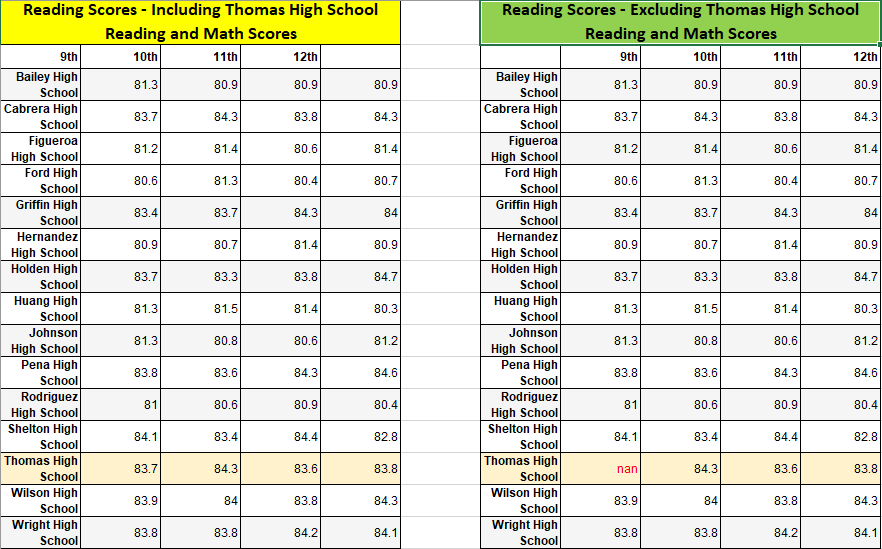 Reading Scores - Including Thomas High School
Reading and Math Scores
9th 10th 11th 12th
Bailey High School 81.3 80.9 80.9 80.9
Cabrera High School 83.7 84.3 83.8 84.3
Figueroa High School 81.2 81.4 80.6 81.4
Ford High School 80.6 81.3 80.4 80.7
Griffin High School 83.4 83.7 84.3 84
Hernandez High School 80.9 80.7 81.4 80.9
Holden High School 83.7 83.3 83.8 84.7
Huang High School 81.3 81.5 81.4 80.3
Johnson High School 81.3 80.8 80.6 81.2
Pena High School 83.8 83.6 84.3 84.6
Rodriguez High School 81 80.6 80.9 80.4
Shelton High School 84.1 83.4 84.4 82.8
Thomas High School 83.7 84.3 83.6 83.8
Wilson High School 83.9 84 83.8 84.3
Wright High School 83.8 83.8 84.2 84.1
Reading Scores - Excluding Thomas High School
Reading and Math Scores
9th 10th 11th 12th
Bailey High School 81.3 80.9 80.9 80.9
Cabrera High School 83.7 84.3 83.8 84.3
Figueroa High School 81.2 81.4 80.6 81.4
Ford High School 80.6 81.3 80.4 80.7
Griffin High School 83.4 83.7 84.3 84
Hernandez High School 80.9 80.7 81.4 80.9
Holden High School 83.7 83.3 83.8 84.7
Huang High School 81.3 81.5 81.4 80.3
Johnson High School 81.3 80.8 80.6 81.2
Pena High School 83.8 83.6 84.3 84.6
Rodriguez High School 81 80.6 80.9 80.4
Shelton High School 84.1 83.4 84.4 82.8
Thomas High School nan 84.3 83.6 83.8
Wilson High School 83.9 84 83.8 84.3
Wright High School 83.8 83.8 84.2 84.1